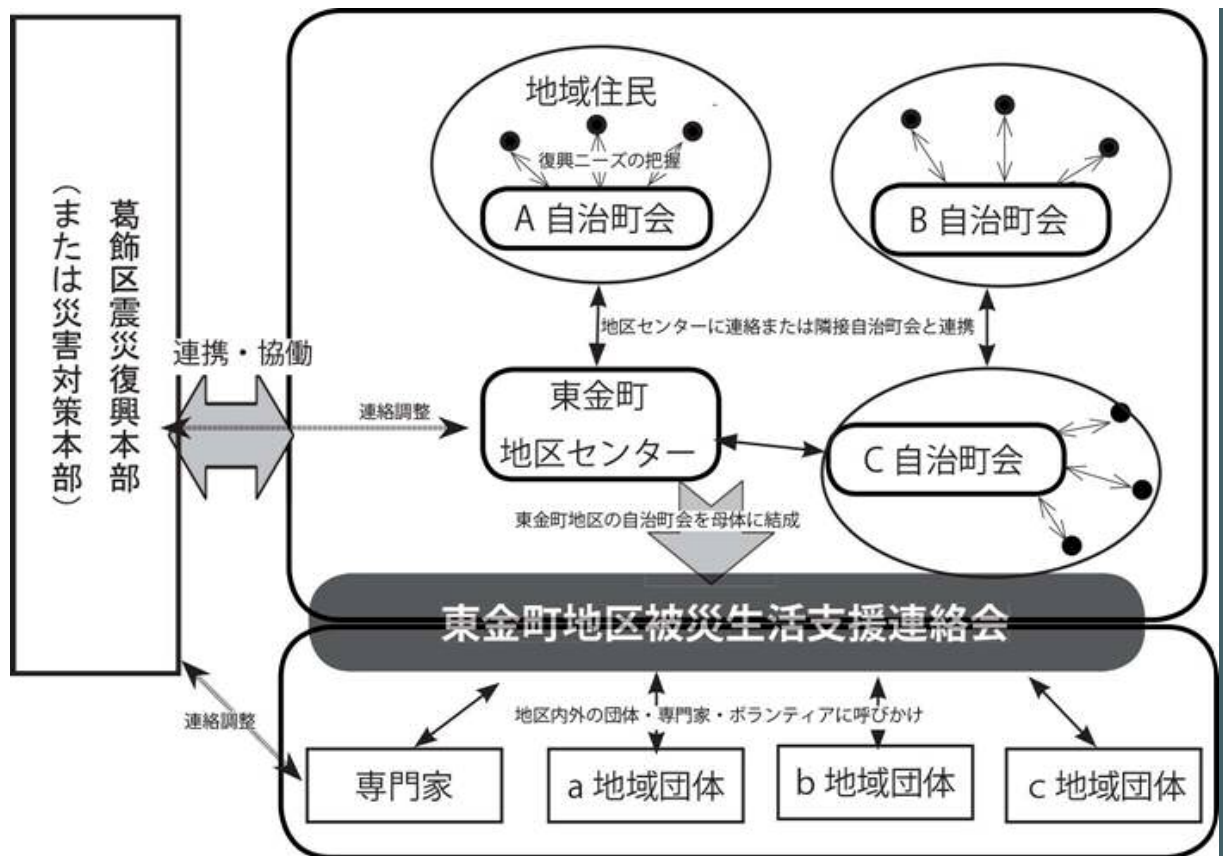 葛飾区震災復興本部
（または災害対策本部）
連携・協働
連絡調整
地域住民
復興ニーズの把握
A 自治町会
B 自治町会
地区センターに連絡または隣接自治町会と連携
東金町
地区センター
C 自治町会
東金町地区の自治町会を母体に結成
東金町地区被災生活支援連絡会
連絡調整
地区内外の団体・専門家・ボランティアに呼びかけ
専門家
a 地域団体
b 地域団体
c 地域団体